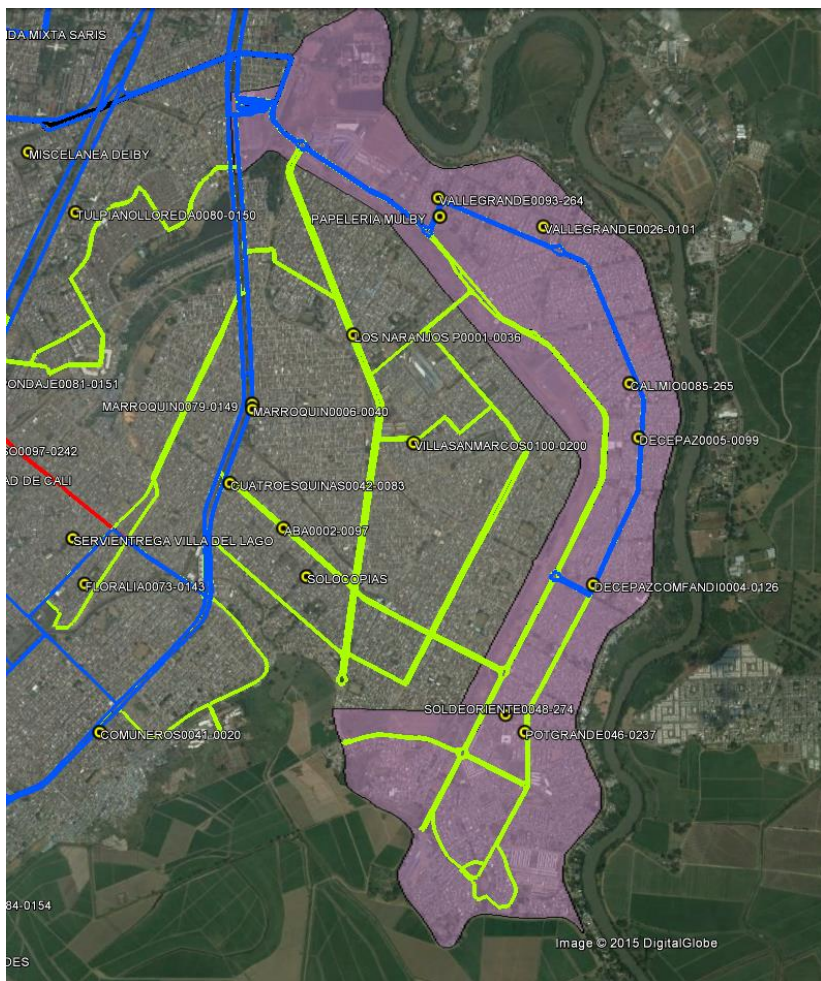 DA MIXTA SARIS
MISCELANEA DEIBY
VALLEGRANDE0093-264
TULPIANOLLOREDA0080-0150
PAPELERIA MULBY
VALLEGRANDE0026-0101
LOS NARANJOS P0001-0036
PONDAJE0081-0151
CALIMIO0085-265
MARROQUIN0079-0149
MARROQUIN0006-0040
DECEPAZ0005-0099
VILLASANMARCOS0100-0200
SO0097-0242
AD DE CALI
CUATROESQUINAS0042-0083
ABA0002-0097
SERVIENTREGA VILLA DEL LAGO
SOLOCOPIAS
FLORALIA0073-0143
DECEPAZCOMFANDI0004-0126
SOLDEORIENTE0048-274
COMUNEROS0041-0020
POTGRANDE046-0237
84-0154
Image © 2015 DigitalGlobe
DES